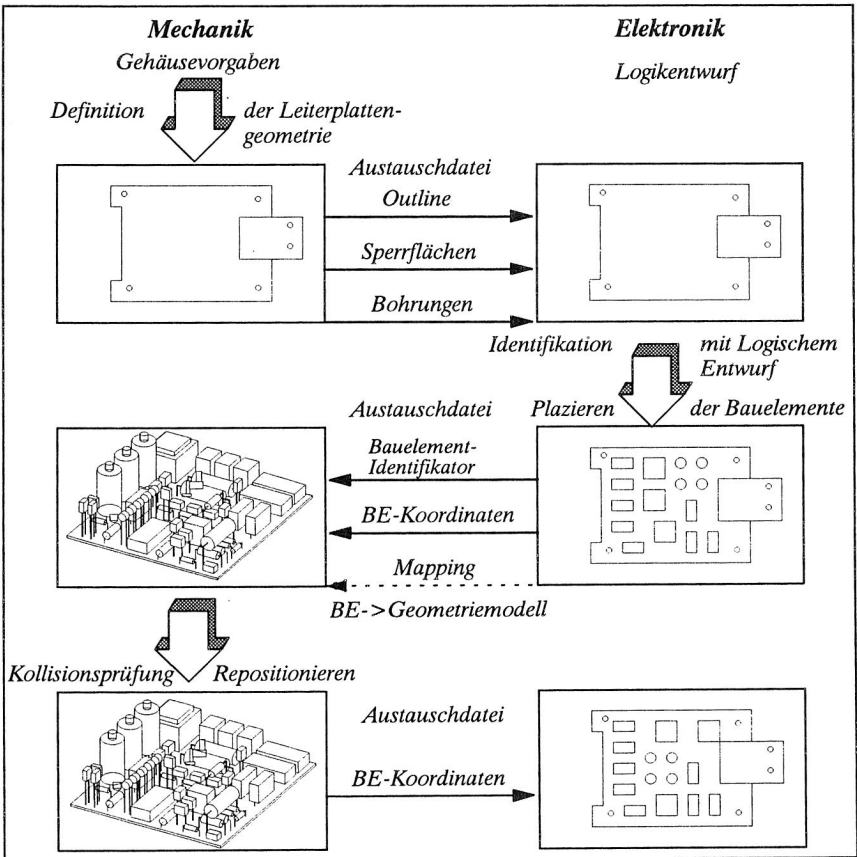 Mechanik
Elektronik
Gehäusevorgaben
Logikentwurf
Definition
der Leiterplatten-
geometrie
Austauschdatei
Outline
Sperrflächen
Bohrungen
Identifikation
mit Logischem
Entwurf
Austauschdatei
Plazieren
der Bauelemente
Bauelement-
Identifikator
BE-Koordinaten
Mapping
BE->Geometriemodell
Kollisionsprüfung
Repositionieren
Austauschdatei
BE-Koordinaten